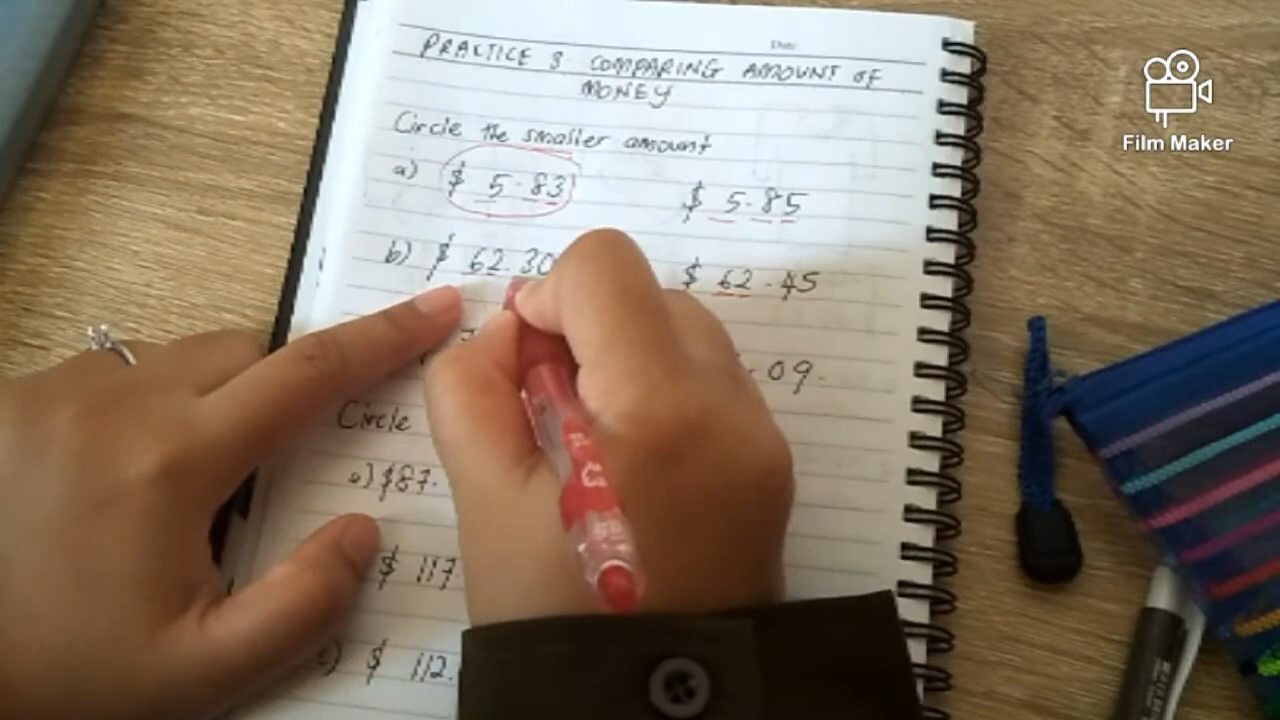 Date:
PRACTICE 8 COMPARING AMOUNT OF
MONEY
Circle the smaller amount
a) $ 5.83 $ 5.85
b) $ 62.30 $ 62.45
.09.
Circle
a) $87.
$ 117
c) $ 112.
Film Maker